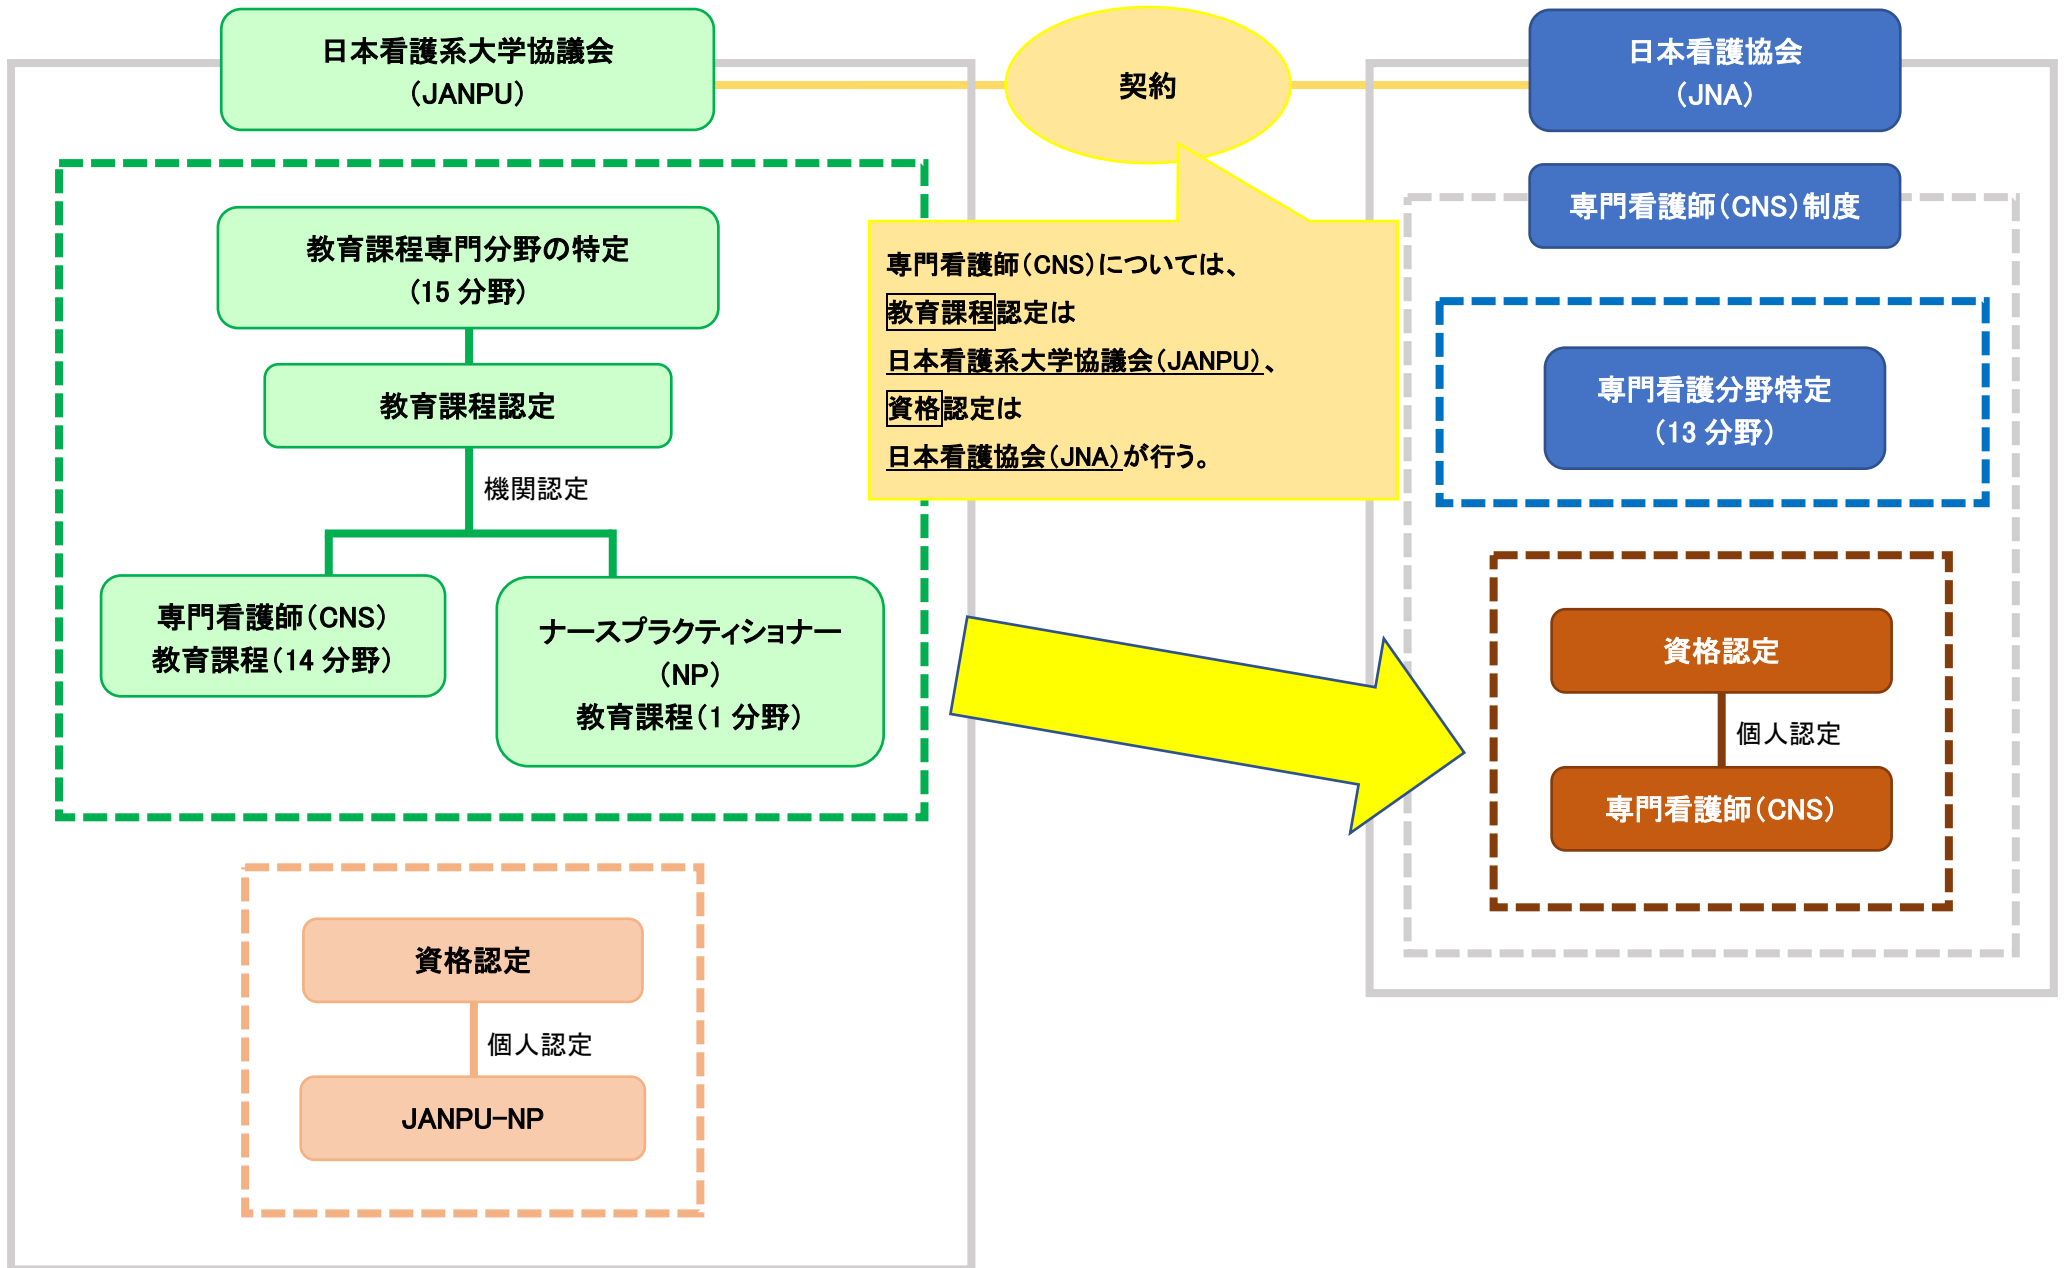 日本看護系大学協議会
（JANPU）
契約
日本看護協会
（JNA）
教育課程専門分野の特定
（15 分野）
教育課程認定
機関認定
専門看護師（CNS）
教育課程（14 分野）
ナースプラクティショナー
（NP）
教育課程（1 分野）
資格認定
個人認定
JANPU-NP
専門看護師（CNS）については、
教育課程認定は
日本看護系大学協議会（JANPU）、
資格認定は
日本看護協会（JNA）が行う。
専門看護師（CNS）制度
専門看護分野特定
（13 分野）
資格認定
個人認定
専門看護師（CNS）